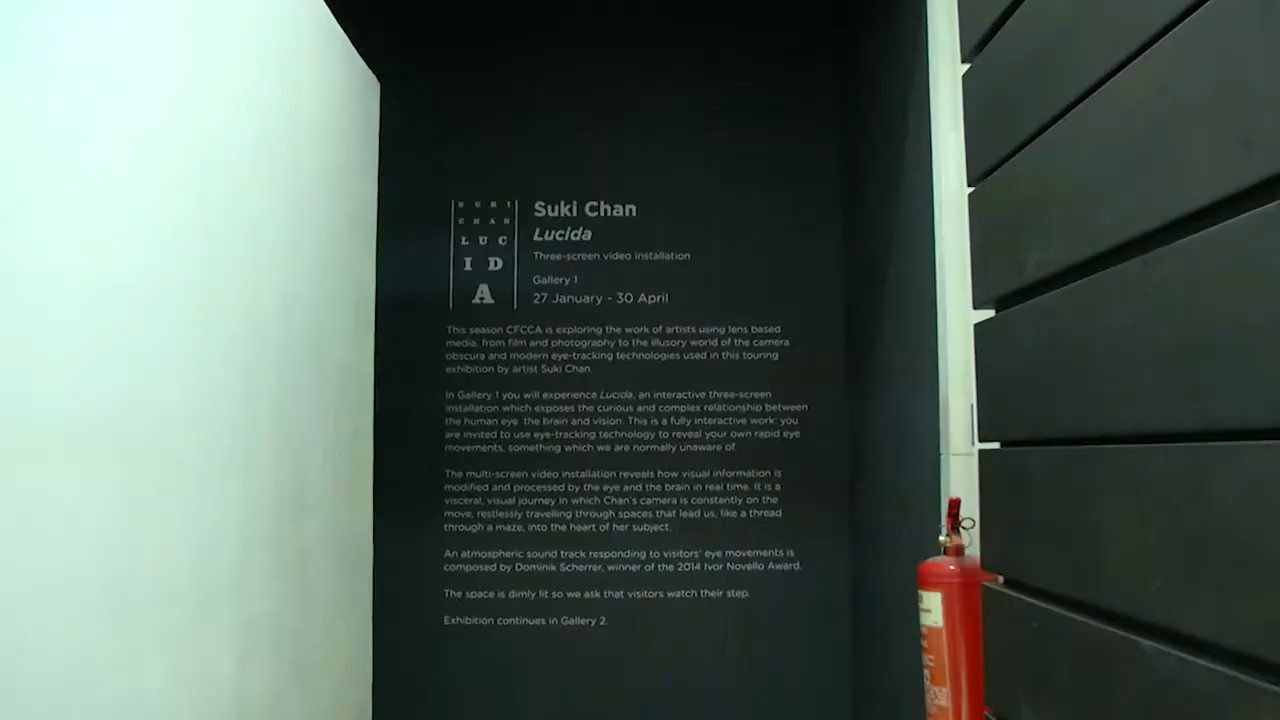 SUKI
CHAN
LUC
ID
A
Suki Chan
Lucida
Three-screen video installation
Gallery 1
27 January - 30 April
This season CFCCA is exploring the work of artists using lens based
media, from film and photography to the illusory world of the camera
obscura and modern eye-tracking technologies used in this touring
exhibition by artist Suki Chan.
In Gallery 1 you will experience Lucida, an interactive three-screen
installation which exposes the curious and complex relationship between
the human eye the brain and vision. This is a fully interactive work: you
are invited to use eye-tracking technology to reveal your own rapid eye
movements, something which we are normally unaware of.
The multi-screen video installation reveals how visual information is
modified and processed by the eye and the brain in real time. It is a
visceral, visual journey in which Chan's camera is constantly on the
move, restlessly travelling through spaces that lead us, like a thread
through a maze, into the heart of her subject.
An atmospheric sound track responding to visitors' eye movements is
composed by Dominik Scherrer, winner of the 2014 Ivor Novello Award.
The space is dimly lit so we ask that visitors watch their step.
Exhibition continues in Gallery 2.